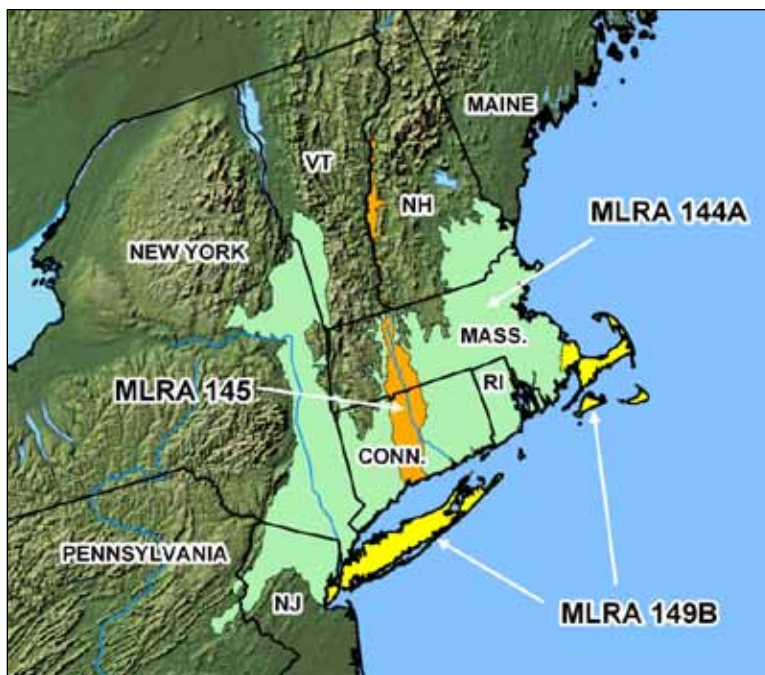 MAINE
VT
NH
MLRA 144A
NEW YORK
MASS.
MLRA 145
RI
CONN.
PENNSYLVANIA
NJ
MLRA 149B